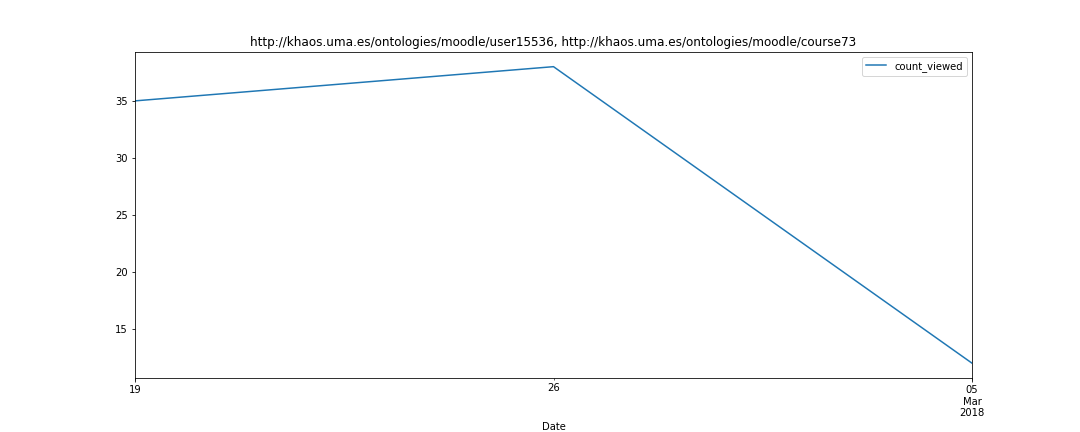 http://khaos.uma.es/ontologies/moodle/user15536, http://khaos.uma.es/ontologies/moodle/course73
count_viewed
35
30
25
20
15
19
26
05
Mar
2018
Date